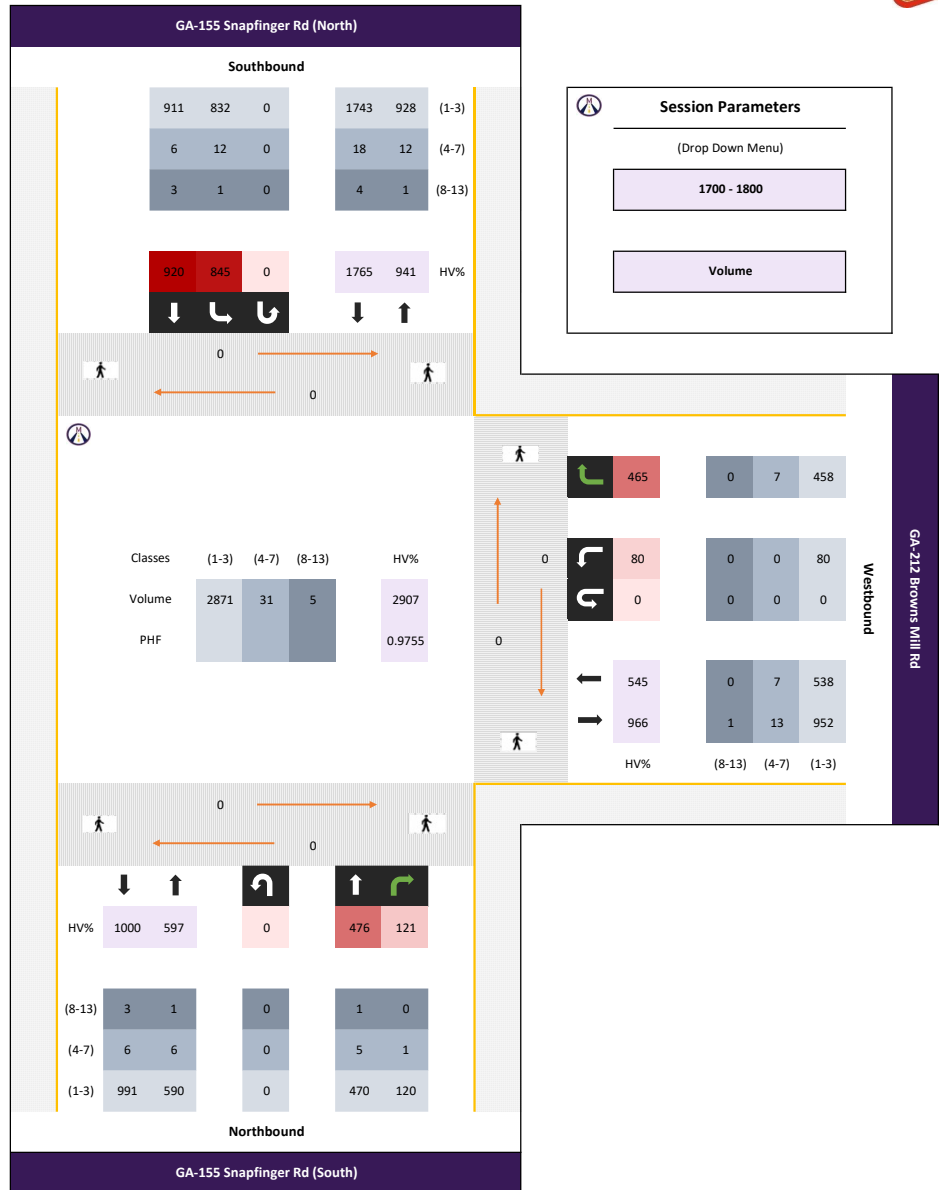 GA-155 Snapfinger Rd (North)
Southbound
911 832 0 1743 928 (1-3)
6 12 0 18 12 (4-7)
3 1 0 4 1 (8-13)
920 845 0 1765 941 HV%
0
0
Session Parameters
(Drop Down Menu)
1700 - 1800
Volume
465 0 7 458
0 80 0 0 80
0 0 0 0
0
545 0 7 538
966 1 13 952
HV% (8-13) (4-7) (1-3)
Westbound
GA-212 Browns Mill Rd
Classes (1-3) (4-7) (8-13) HV%
Volume 2871 31 5 2907
PHF 0.9755
0
0
HV% 1000 597 0 476 121
(8-13) 3 1 0 1 0
(4-7) 6 6 0 5 1
(1-3) 991 590 0 470 120
Northbound
GA-155 Snapfinger Rd (South)